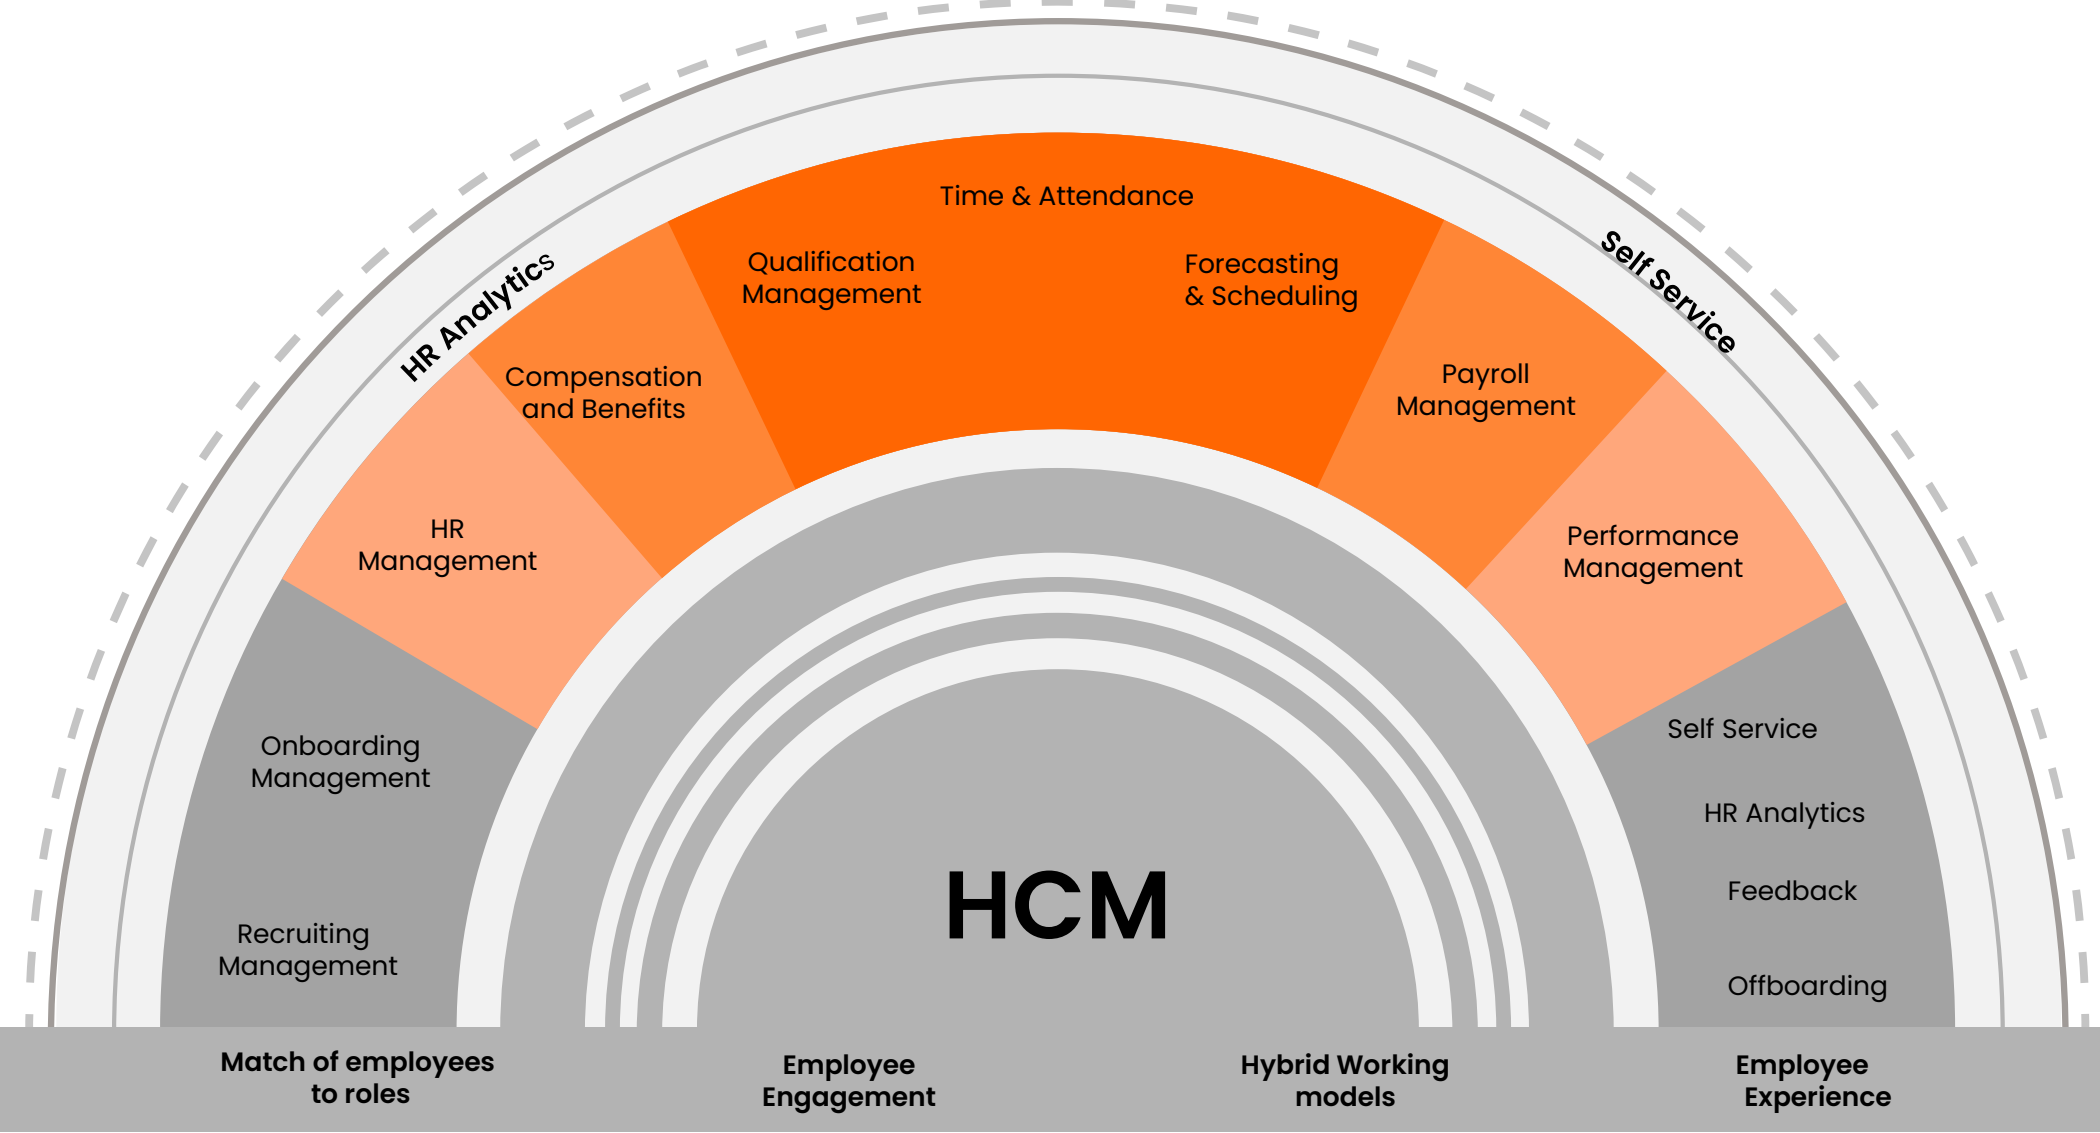 Time & Attendance
Qualification
Management
Forecasting
& Scheduling
HR Analytics
Self Service
Compensation
and Benefits
Payroll
Management
HR
Management
Performance
Management
Onboarding
Management
Self Service
HR Analytics
Feedback
Recruiting
Management
Offboarding
HCM
Match of employees
to roles
Employee
Engagement
Hybrid Working
models
Employee
Experience